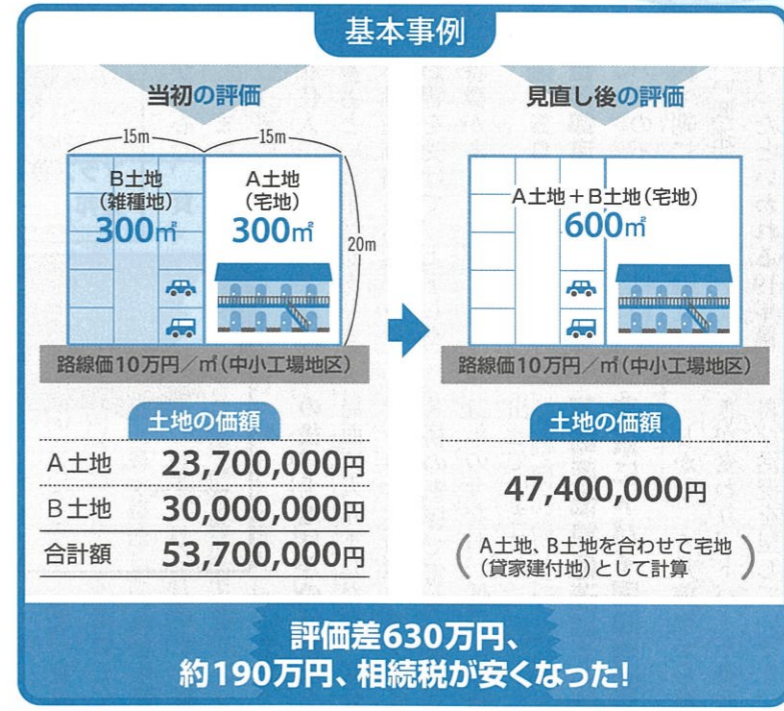 基本事例
当初の評価
15m
15m
B土地
(雑種地)
300㎡
A土地
(宅地)
300㎡
20m
路線価10万円／㎡(中小工場地区)
土地の価額
A土地 23,700,000円
B土地 30,000,000円
合計額 53,700,000円
見直し後の評価
A土地＋B土地(宅地)
600㎡
路線価10万円／㎡(中小工場地区)
土地の価額
47,400,000円
(A土地、B土地を合わせて宅地
(貸家建付地)として計算)
評価差630万円、
約190万円、相続税が安くなった!